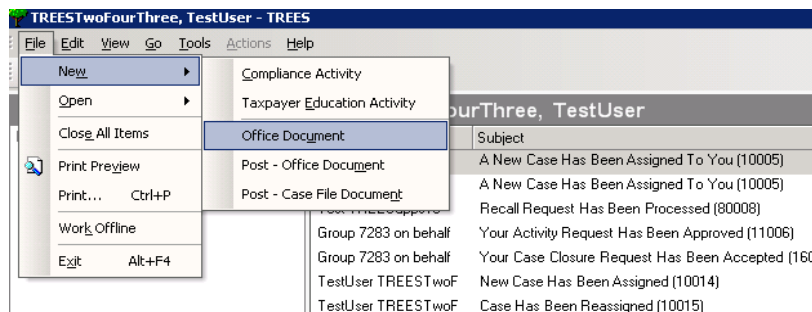 TREESTwoFourThree, TestUser - TREES
File Edit View Go Tools Actions Help
New
Open
Close All Items
Print Preview
Print... Ctrl+P
Work Offline
Exit Alt+F4
Compliance Activity
Taxpayer Education Activity
Office Document
Post - Office Document
Post - Case File Document
urThree, TestUser
Subject
A New Case Has Been Assigned To You (10005)
A New Case Has Been Assigned To You (10005)
Recall Request Has Been Processed (80008)
Group 7283 on behalf Your Activity Request Has Been Approved (11006)
Group 7283 on behalf Your Case Closure Request Has Been Accepted (160
TestUser TREESTwoF New Case Has Been Assigned (10014)
TestUser TREESTwoF Case Has Been Reassigned (10015)